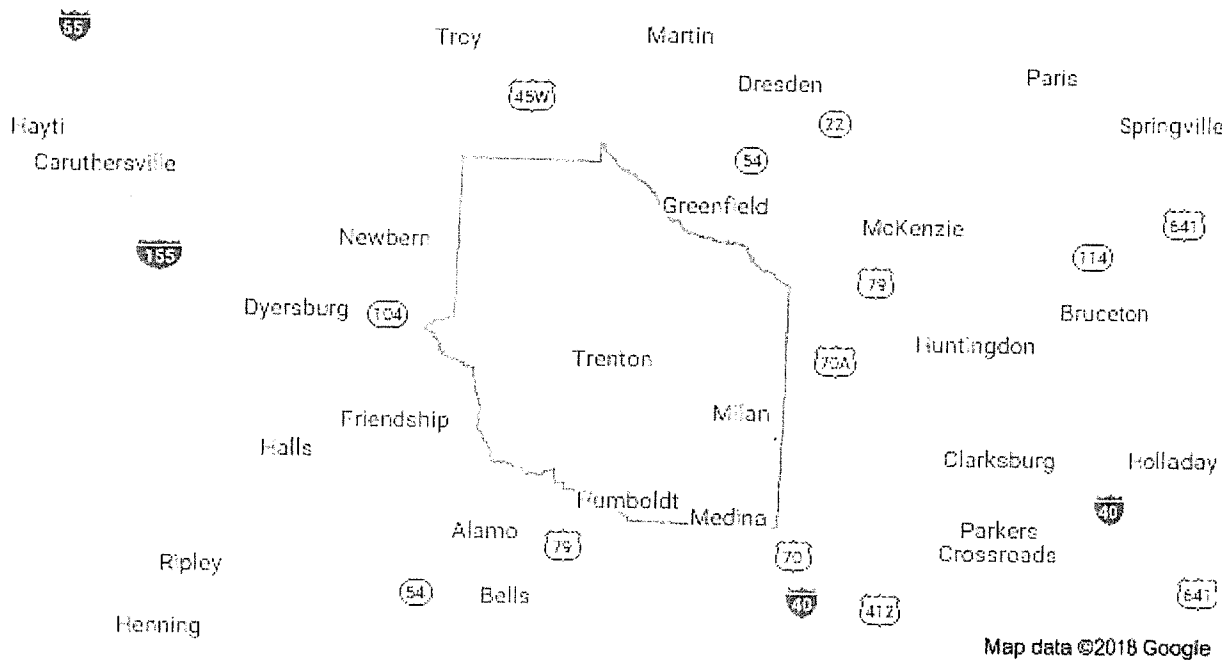 55
Troy
Martin
Dresden
Paris
45W
22
Hayti
Springville
Caruthersville
54
Greenfield
McKenzie
641
Newbern
155
114
79
Dyersburg
104
Bruceton
Huntingdon
Trenton
70A
Milan
Friendship
Halls
Clarksburg
Holladay
Humboldt
40
Medina
Alamo
79
Parkers
Crossroads
70
Ripley
54
Bells
40
412
641
Henning
Map data ©2018 Google